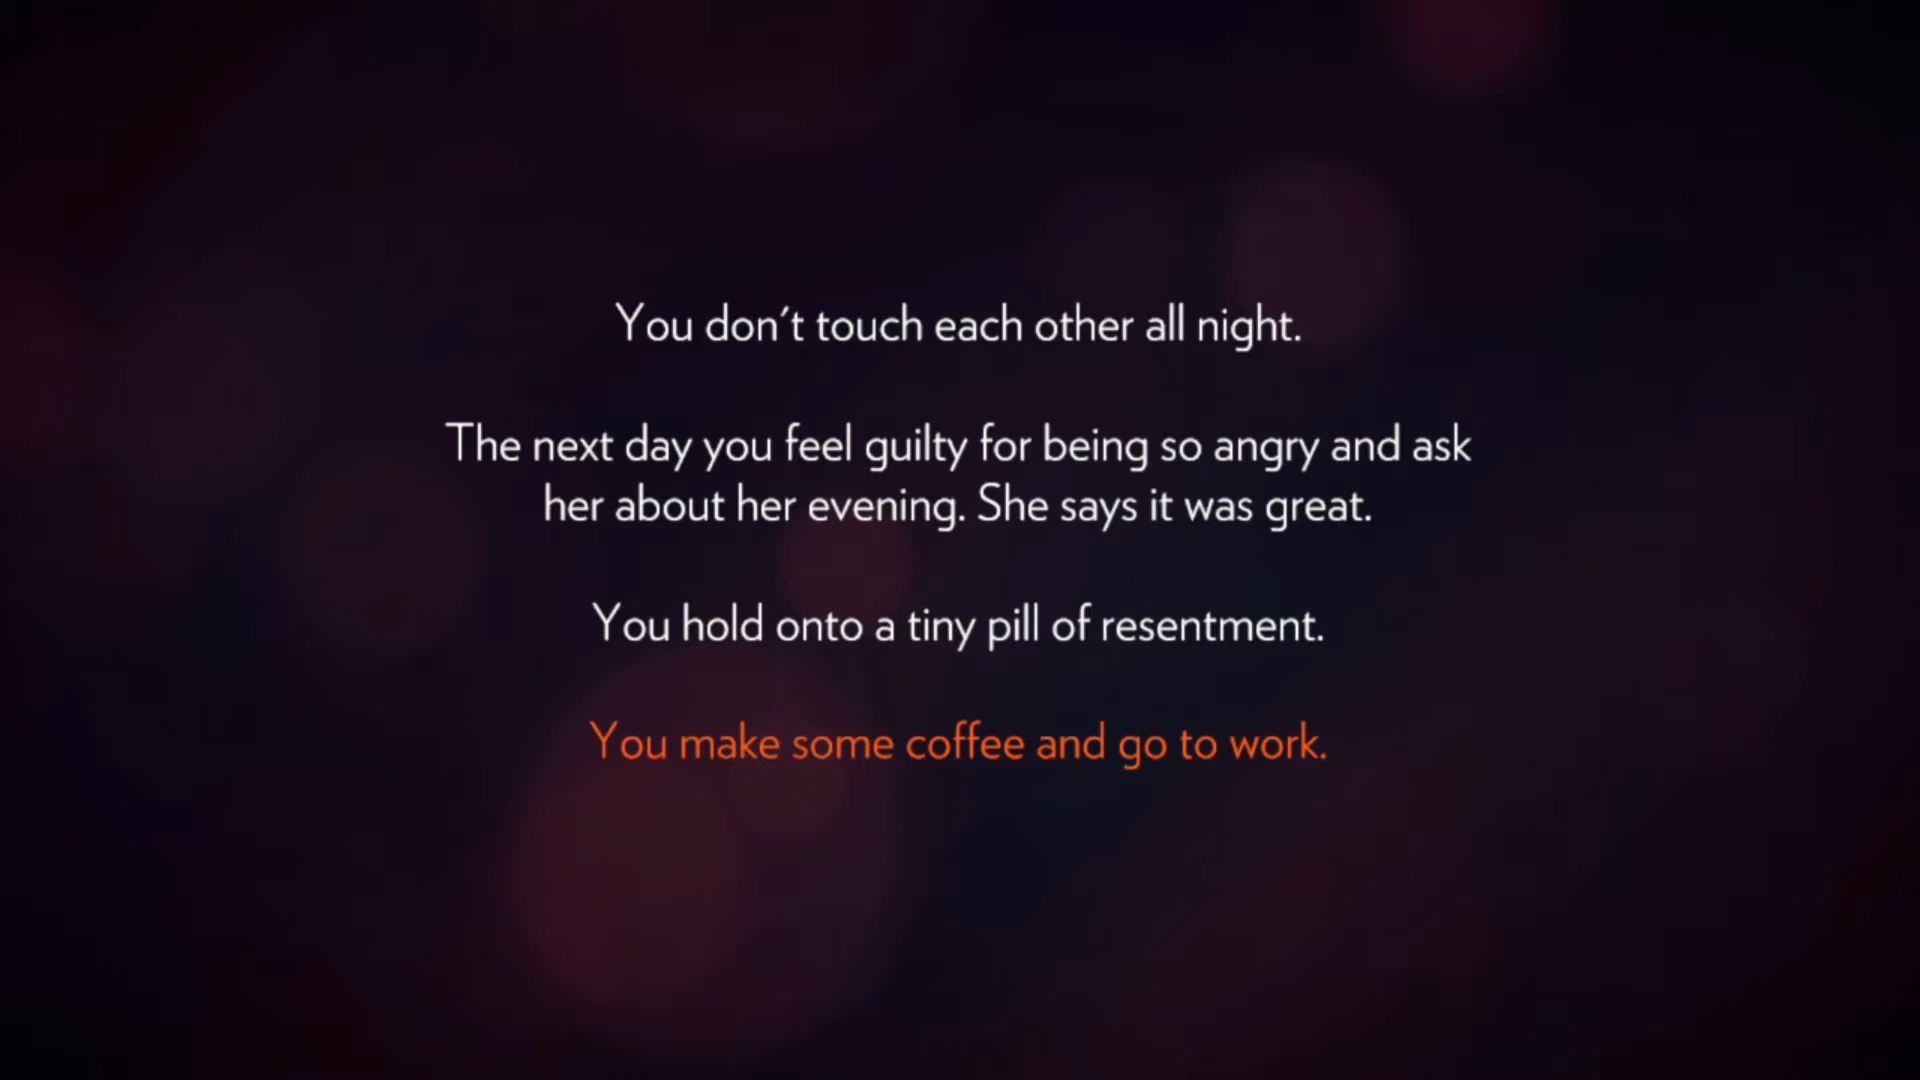 You don't touch each other all night.
The next day you feel guilty for being so angry and ask
her about her evening. She says it was great.
You hold onto a tiny pill of resentment.
You make some coffee and go to work.